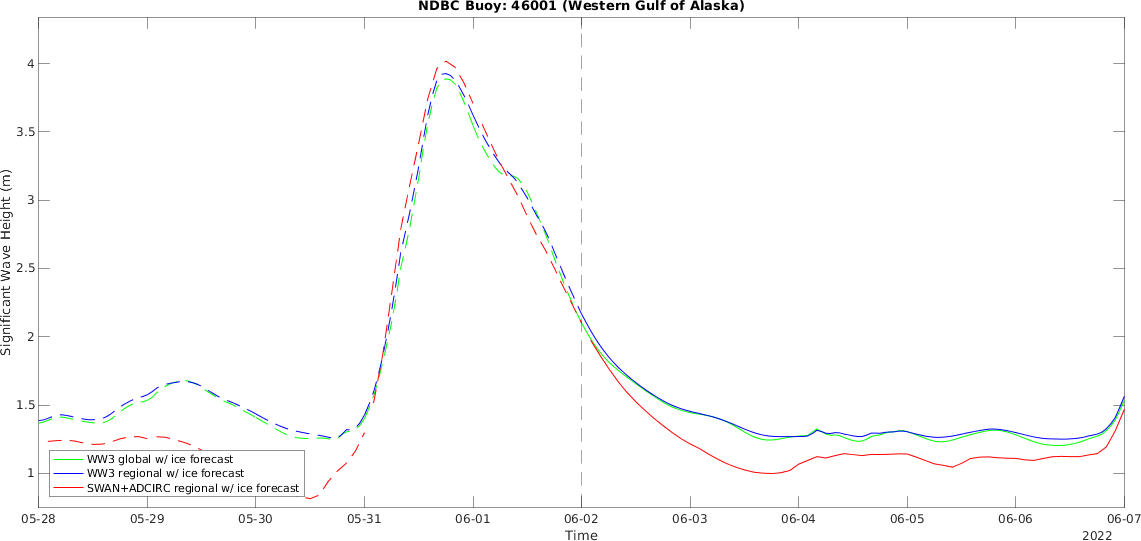 NDBC Buoy: 46001 (Western Gulf of Alaska)
Significant Wave Height (m)
4
3.5
3
2.5
2
1.5
1
WW3 global w/ ice forecast
WW3 regional w/ ice forecast
SWAN+ADCIRC regional w/ ice forecast
05-28 05-29 05-30 05-31 06-01 06-02 06-03 06-04 06-05 06-06 06-07
Time
2022